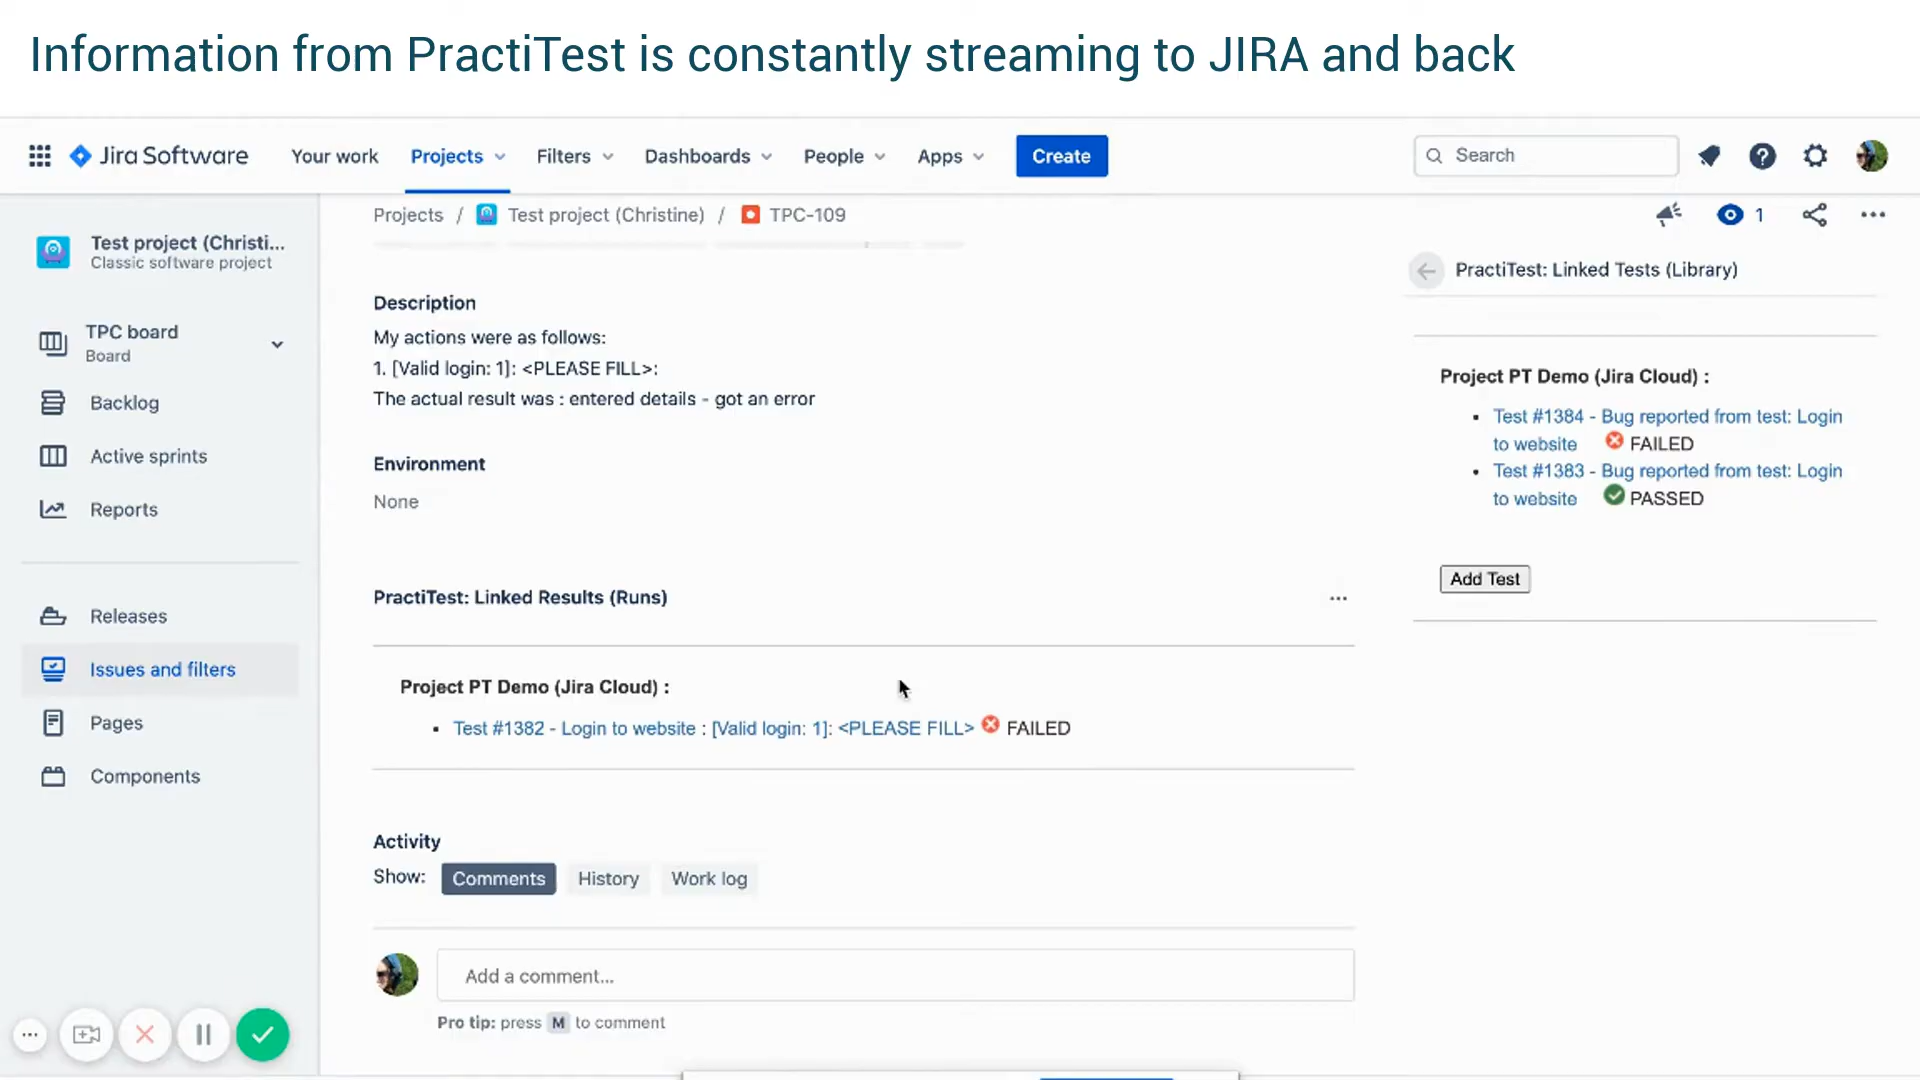 Information from PractiTest is constantly streaming to JIRA and back
Jira Software
Your work
Projects
Filters
Dashboards
People
Apps
Create
Search
Projects / Test project (Christine) / TPC-109
1
Test project (Christi...
Classic software project
TPC board
Board
Backlog
Active sprints
Reports
Releases
Issues and filters
Pages
Components
Description
My actions were as follows:
1. [Valid login: 1]: <PLEASE FILL>:
The actual result was : entered details - got an error
Environment
None
PractiTest: Linked Results (Runs)
Project PT Demo (Jira Cloud) :
Test #1382 - Login to website : [Valid login: 1]: <PLEASE FILL> FAILED
Activity
Show: Comments History Work log
Add a comment...
Pro tip: press M to comment
PractiTest: Linked Tests (Library)
Project PT Demo (Jira Cloud) :
Test #1384 - Bug reported from test: Login
to website FAILED
Test #1383 - Bug reported from test: Login
to website PASSED
Add Test